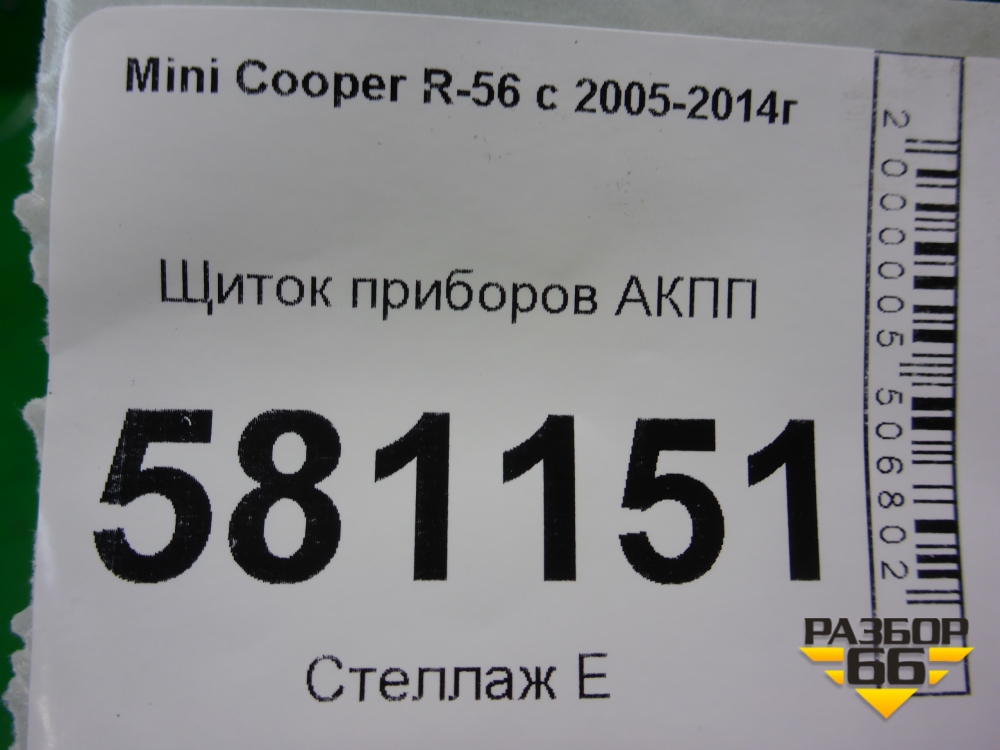 Mini Cooper R-56 с 2005-2014г
Щиток приборов АКПП
581151
Стеллаж Е
2000005506802
РАЗБОР
66